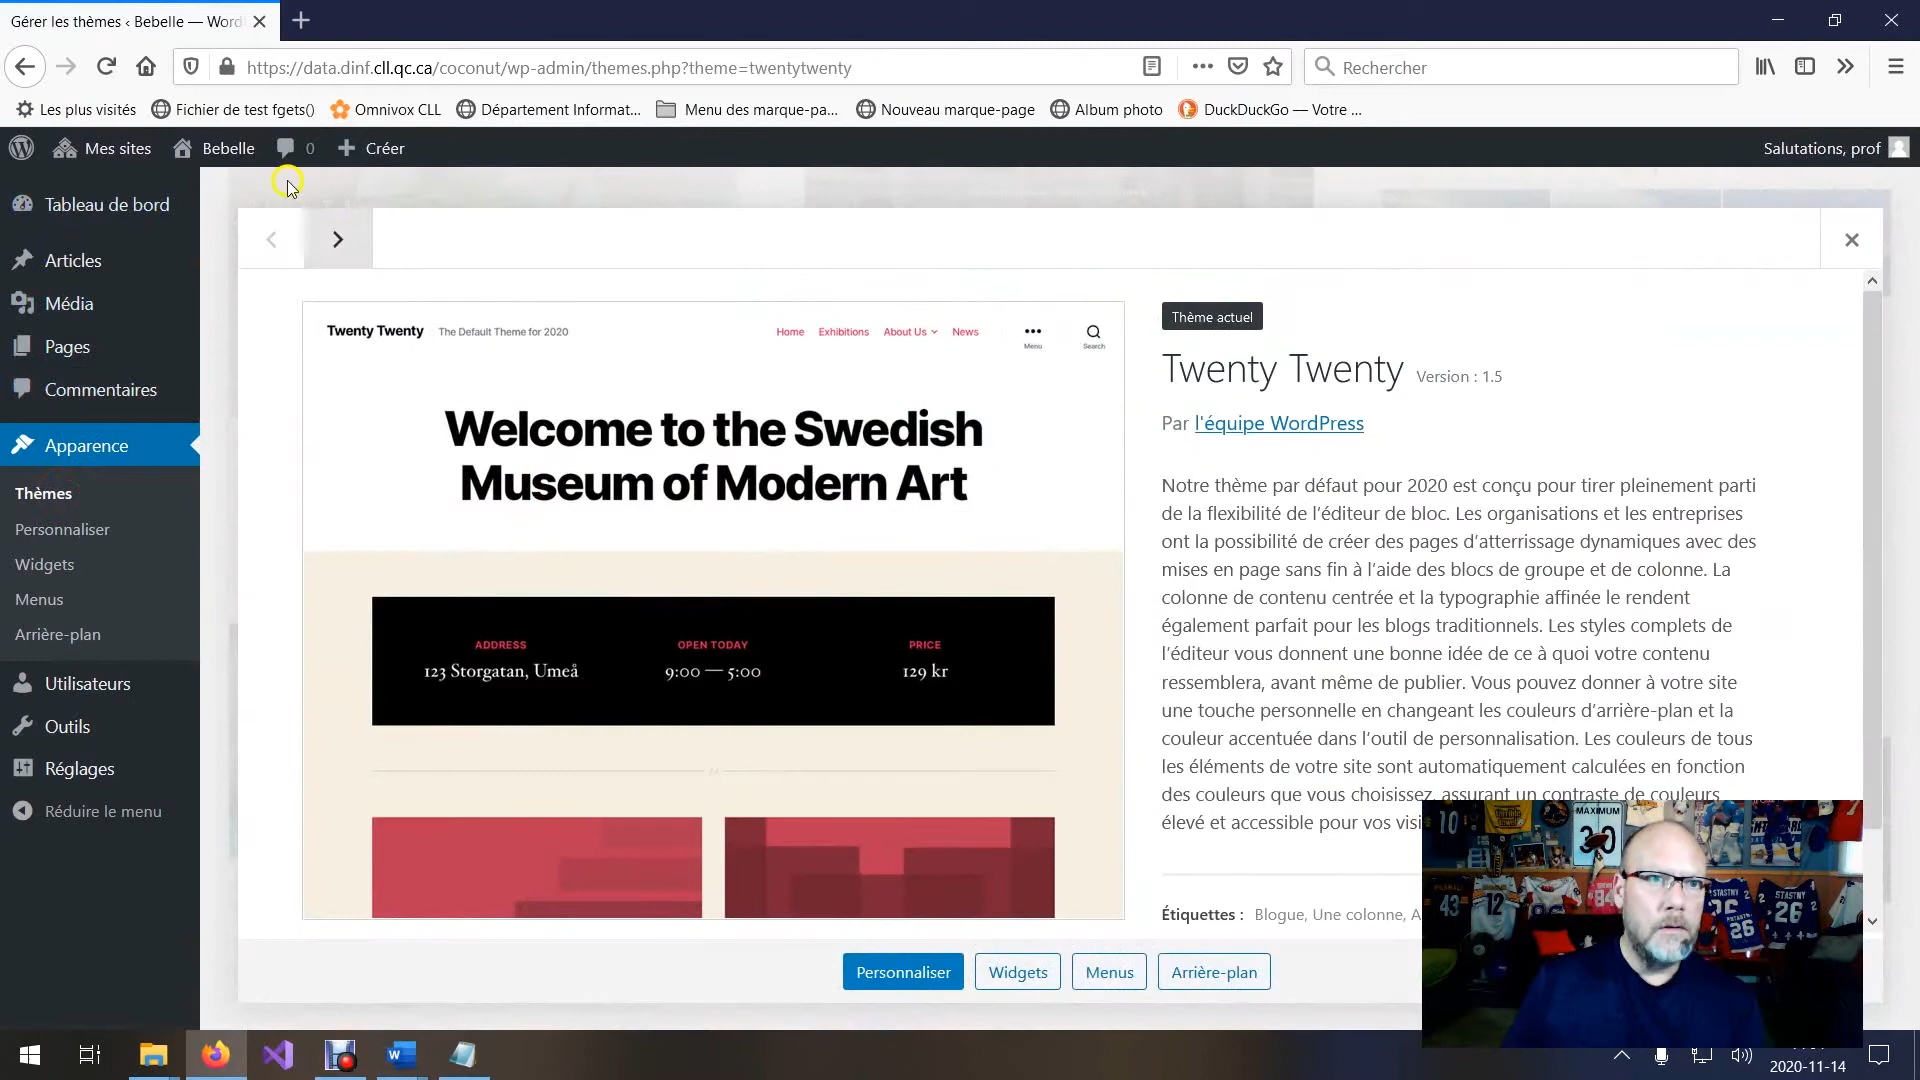 Gérer les thèmes ‹ Bebelle — Word
https://data.dinf.cll.qc.ca/coconut/wp-admin/themes.php?theme=twentytwenty
Rechercher
Les plus visités
Fichier de test fgets()
Omnivox CLL
Département Informat...
Menu des marque-pa...
Nouveau marque-page
Album photo
DuckDuckGo — Votre ...
Mes sites
Bebelle
0
Créer
Salutations, prof
Tableau de bord
Articles
Média
Pages
Commentaires
Apparence
Thèmes
Personnaliser
Widgets
Menus
Arrière-plan
Utilisateurs
Outils
Réglages
Réduire le menu
Twenty Twenty
The Default Theme for 2020
Home
Exhibitions
About Us
News
Menu
Search
Welcome to the Swedish
Museum of Modern Art
ADDRESS
OPEN TODAY
PRICE
123 Storgatan, Umeå
9:00 — 5:00
129 kr
Thème actuel
Twenty Twenty Version : 1.5
Par l'équipe WordPress
Notre thème par défaut pour 2020 est conçu pour tirer pleinement parti
de la flexibilité de l’éditeur de bloc. Les organisations et les entreprises
ont la possibilité de créer des pages d’atterrissage dynamiques avec des
mises en page sans fin à l’aide des blocs de groupe et de colonne. La
colonne de contenu centrée et la typographie affinée le rendent
également parfait pour les blogs traditionnels. Les styles complets de
l’éditeur vous donnent une bonne idée de ce à quoi votre contenu
ressemblera, avant même de publier. Vous pouvez donner à votre site
une touche personnelle en changeant les couleurs d’arrière-plan et la
couleur accentuée dans l’outil de personnalisation. Les couleurs de tous
les éléments de votre site sont automatiquement calculées en fonction
des couleurs que vous choisissez, assurant un contraste de couleurs
élevé et accessible pour vos visi
Étiquettes : Blogue, Une colonne, A
Personnaliser
Widgets
Menus
Arrière-plan
MAXIMUM
30
10
43
12
STASTNY
26
STASTNY
26
26
2020-11-14